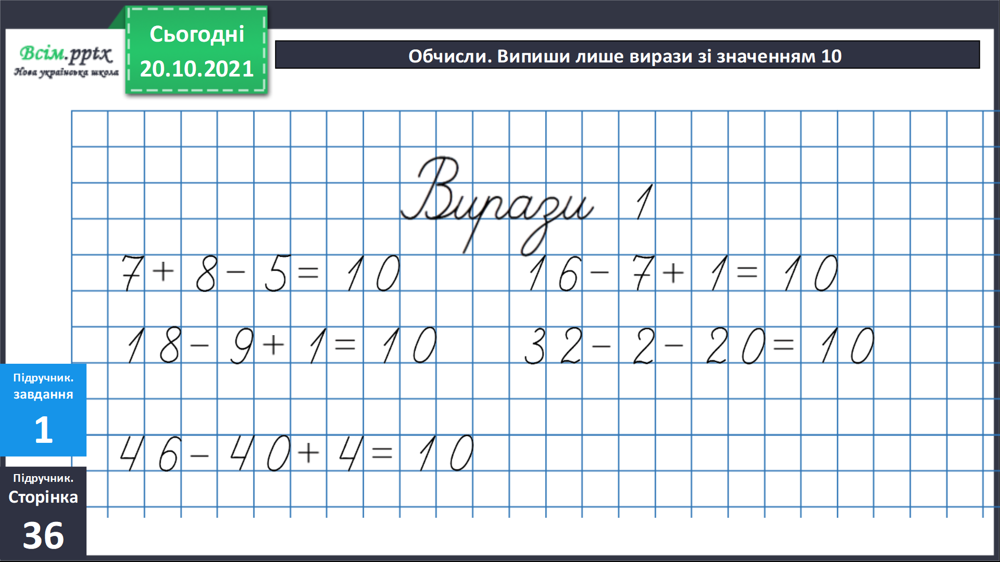 Всім.pptx
Нова українська школа
Сьогодні
20.10.2021
Обчисли. Випиши лише вирази зі значенням 10
Вирази 1
7+8-5=10
16-7+1=10
18-9+1=10
32-2-20=10
46-40+4=10
Підручник.
завдання
1
Підручник.
Сторінка
36